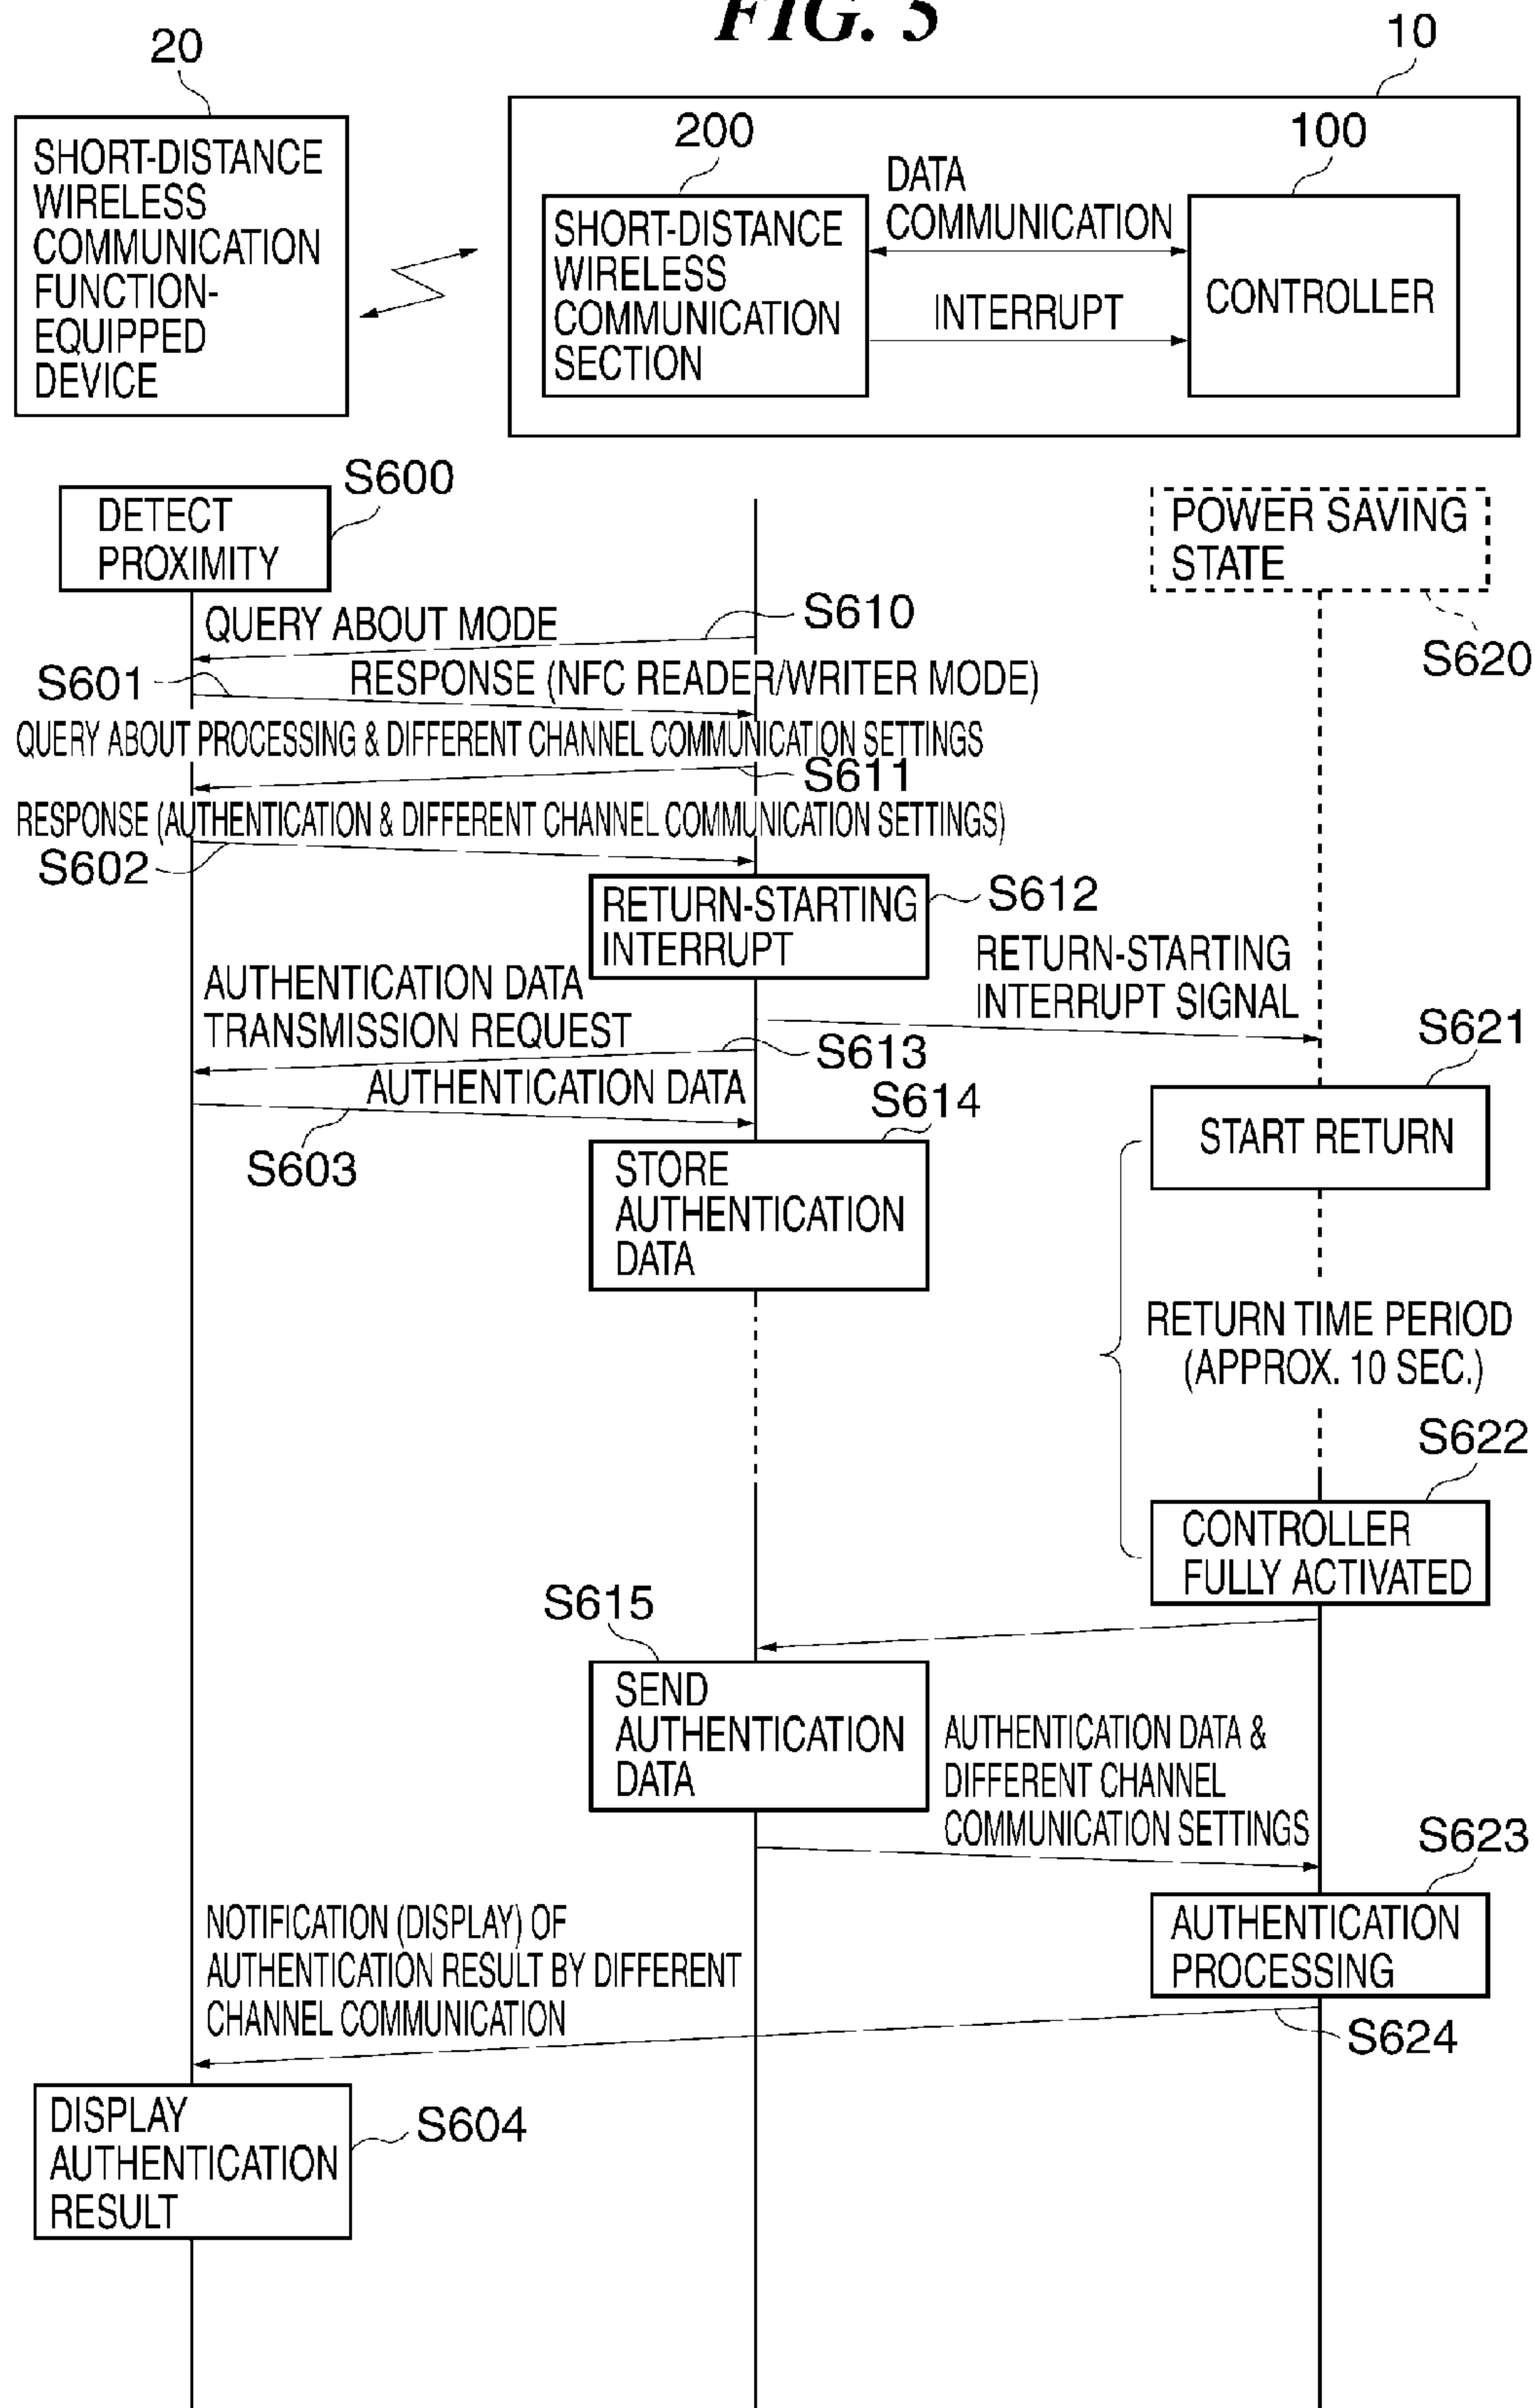 FIG. 5
20
10
SHORT-DISTANCE
WIRELESS
COMMUNICATION
FUNCTION-
EQUIPPED
DEVICE
200
100
SHORT-DISTANCE
WIRELESS
COMMUNICATION
SECTION
DATA
COMMUNICATION
INTERRUPT
CONTROLLER
S600
DETECT
PROXIMITY
POWER SAVING
STATE
S620
QUERY ABOUT MODE
S610
S601
RESPONSE (NFC READER/WRITER MODE)
QUERY ABOUT PROCESSING & DIFFERENT CHANNEL COMMUNICATION SETTINGS
S611
RESPONSE (AUTHENTICATION & DIFFERENT CHANNEL COMMUNICATION SETTINGS)
S602
RETURN-STARTING
INTERRUPT
S612
RETURN-STARTING
INTERRUPT SIGNAL
AUTHENTICATION DATA
TRANSMISSION REQUEST
S613
S621
START RETURN
AUTHENTICATION DATA
S603
S614
STORE
AUTHENTICATION
DATA
RETURN TIME PERIOD
(APPROX. 10 SEC.)
S622
CONTROLLER
FULLY ACTIVATED
S615
SEND
AUTHENTICATION
DATA
AUTHENTICATION DATA &
DIFFERENT CHANNEL
COMMUNICATION SETTINGS
S623
AUTHENTICATION
PROCESSING
NOTIFICATION (DISPLAY) OF
AUTHENTICATION RESULT BY DIFFERENT
CHANNEL COMMUNICATION
S624
DISPLAY
AUTHENTICATION
RESULT
S604